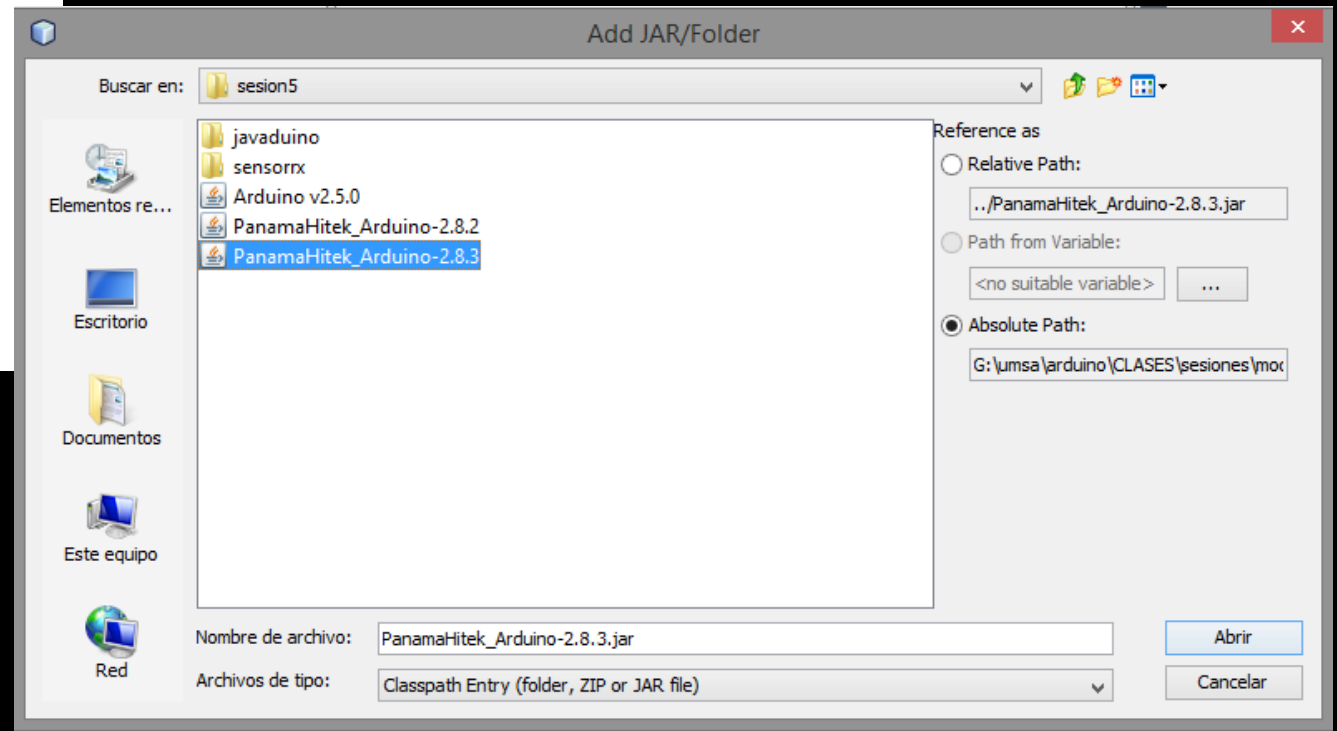 Add JAR/Folder
Buscar en:
sesion5
Elementos re...
Escritorio
Documentos
Este equipo
Red
javaduino
sensorrx
Arduino v2.5.0
PanamaHitek_Arduino-2.8.2
PanamaHitek_Arduino-2.8.3
Reference as
Relative Path:
../PanamaHitek_Arduino-2.8.3.jar
Path from Variable:
<no suitable variable>
...
Absolute Path:
G:\umsa\arduino\CLASES\sesiones\moc
Nombre de archivo:
PanamaHitek_Arduino-2.8.3.jar
Abrir
Archivos de tipo:
Classpath Entry (folder, ZIP or JAR file)
Cancelar